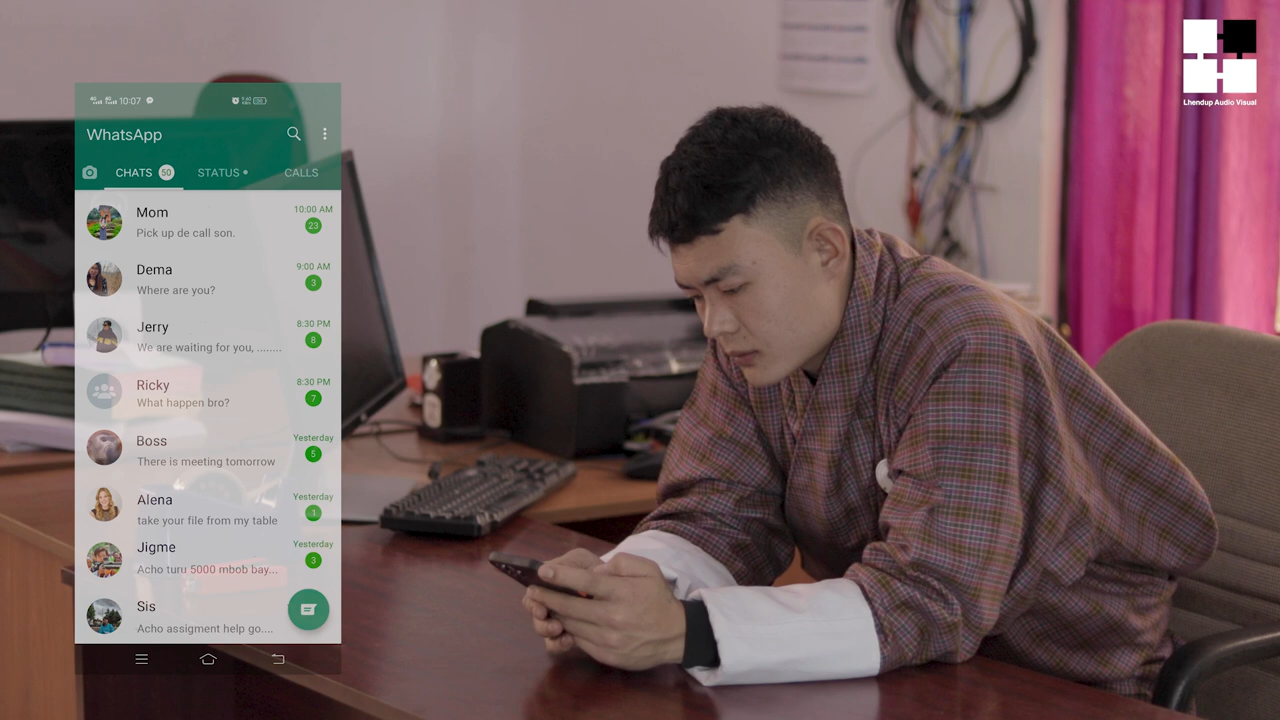 Lhendup Audio Visual
10:07
WhatsApp
CHATS 50 STATUS CALLS
Mom 10:00 AM
Pick up de call son. 23
Dema 9:00 AM
Where are you? 3
Jerry 8:30 PM
We are waiting for you, ........ 8
Ricky 8:30 PM
What happen bro? 7
Boss Yesterday
There is meeting tomorrow 5
Alena Yesterday
take your file from my table 1
Jigme Yesterday
Acho turu 5000 mbob bay... 3
Sis
Acho assigment help go....